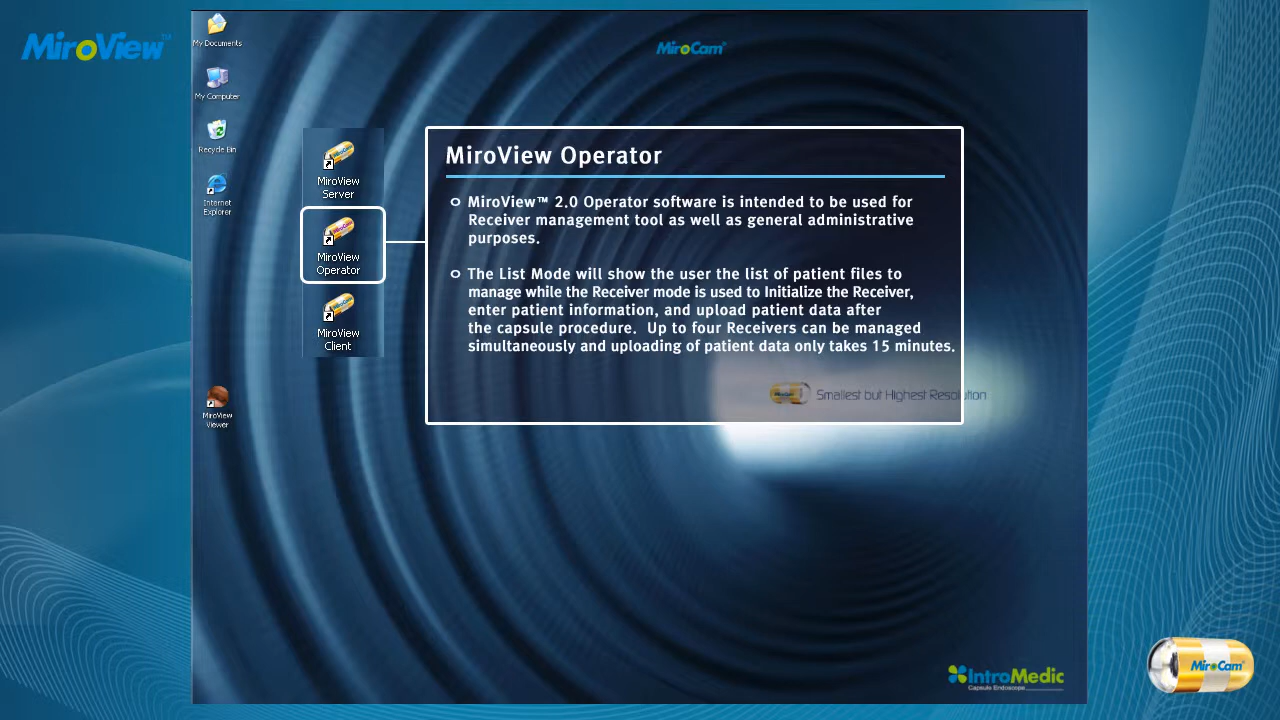 MiroView™
My Documents
My Computer
Recycle Bin
Internet
Explorer
MiroView
Viewer
MiroCam®
MiroView
Server
MiroView
Operator
MiroView
Client
MiroView Operator
MiroView™ 2.0 Operator software is intended to be used for
Receiver management tool as well as general administrative
purposes.
The List Mode will show the user the list of patient files to
manage while the Receiver mode is used to Initialize the Receiver,
enter patient information, and upload patient data after
the capsule procedure. Up to four Receivers can be managed
simultaneously and uploading of patient data only takes 15 minutes.
Smallest but Highest Resolution
IntroMedic
Capsule Endoscope
MiroCam®